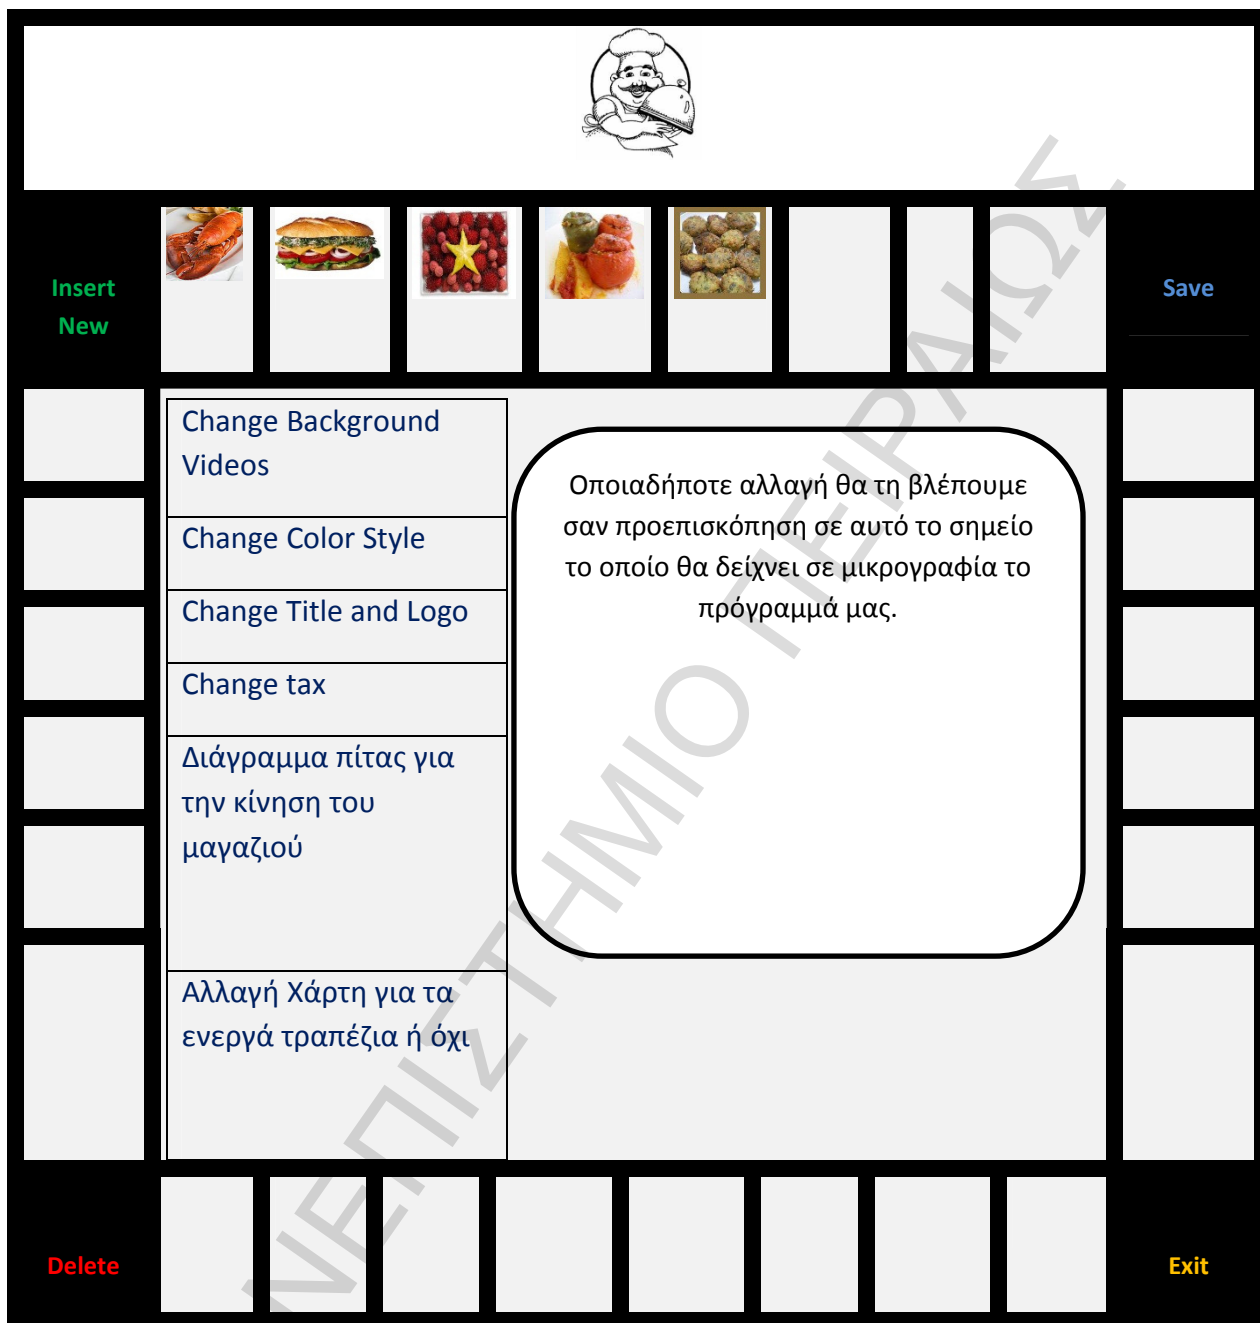 Insert
New
Save
Change Background
Videos
Change Color Style
Change Title and Logo
Change tax
Διάγραμμα πίτας για
την κίνηση του
μαγαζιού
Αλλαγή Χάρτη για τα
ενεργά τραπέζια ή όχι
Οποιαδήποτε αλλαγή θα τη βλέπουμε
σαν προεπισκόπηση σε αυτό το σημείο
το οποίο θα δείχνει σε μικρογραφία το
πρόγραμμά μας.
Delete
Exit
ΝΕΠΙΣΤΗΜΙΟ ΠΕΙΡΑΙΩΣ